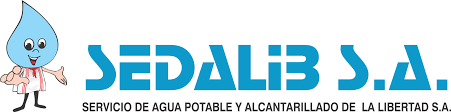 SEDALIB S.A.
SERVICIO DE AGUA POTABLE Y ALCANTARILLADO DE LA LIBERTAD S.A.